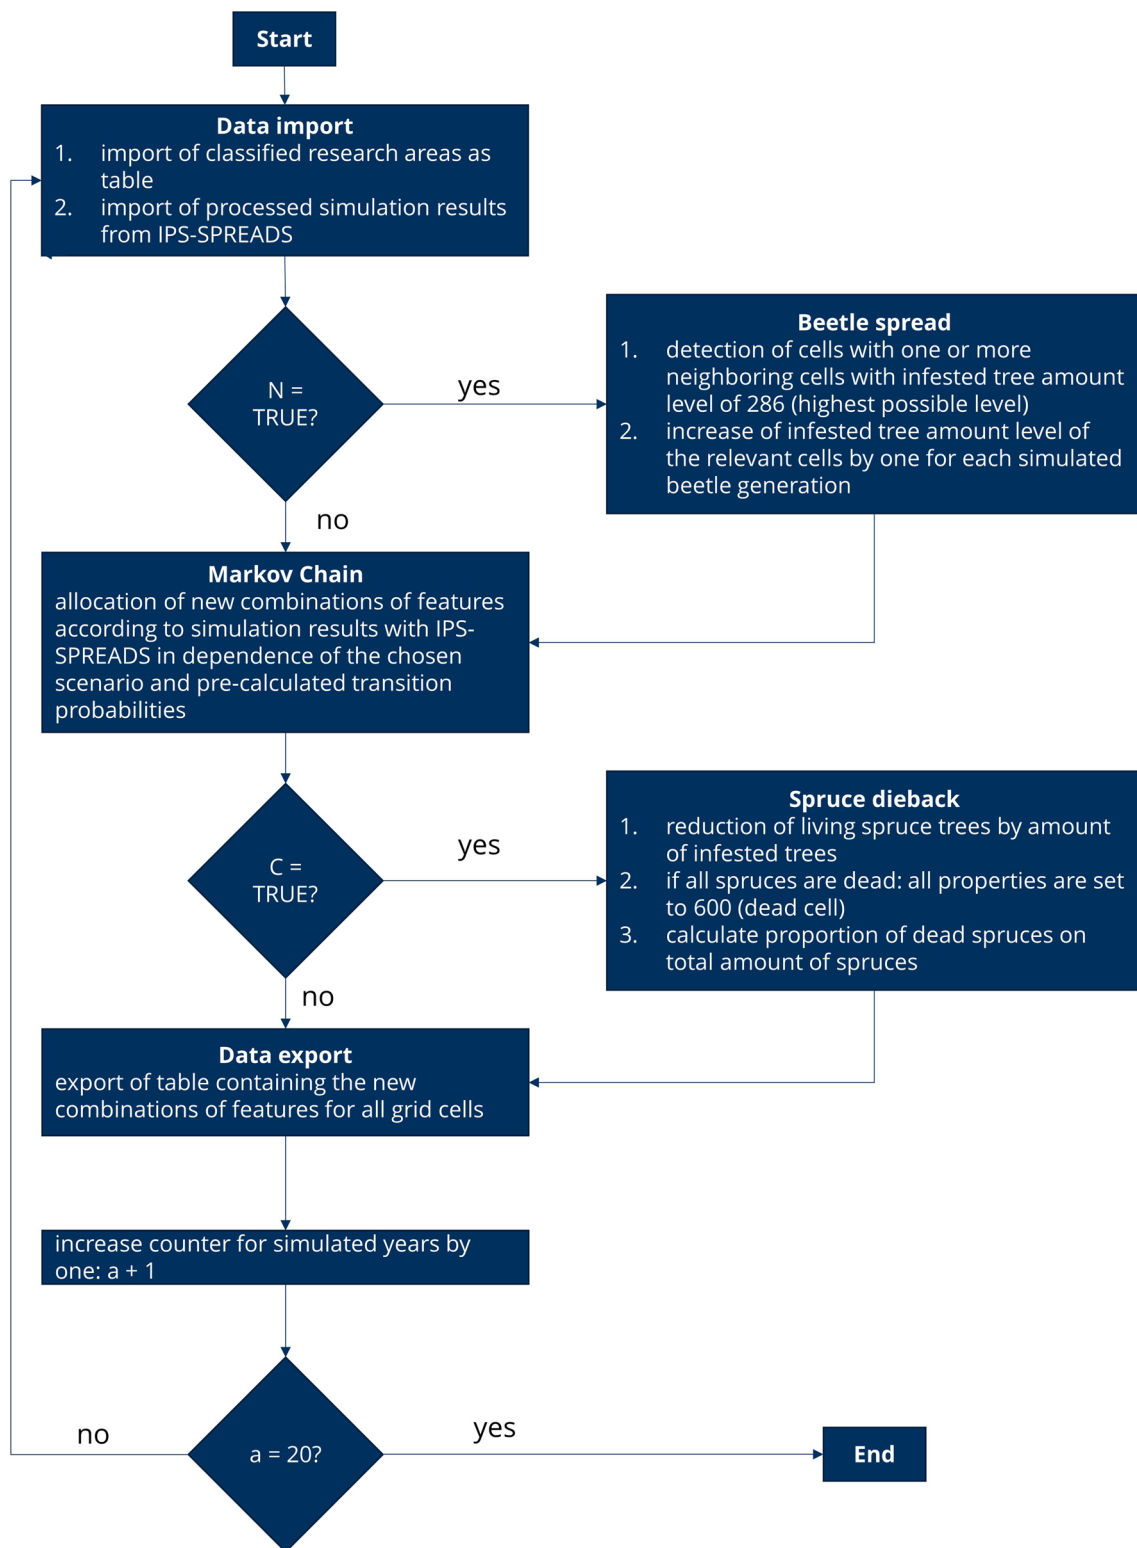 Start
Data import
1. import of classified research areas as
table
2. import of processed simulation results
from IPS-SPREADS
N =
TRUE?
yes
no
Beetle spread
1. detection of cells with one or more
neighboring cells with infested tree amount
level of 286 (highest possible level)
2. increase of infested tree amount level of
the relevant cells by one for each simulated
beetle generation
Markov Chain
allocation of new combinations of features
according to simulation results with IPS-
SPREADS in dependence of the chosen
scenario and pre-calculated transition
probabilities
C =
TRUE?
yes
no
Spruce dieback
1. reduction of living spruce trees by amount
of infested trees
2. if all spruces are dead: all properties are set
to 600 (dead cell)
3. calculate proportion of dead spruces on
total amount of spruces
Data export
export of table containing the new
combinations of features for all grid cells
increase counter for simulated years by
one: a + 1
a = 20?
no
yes
End